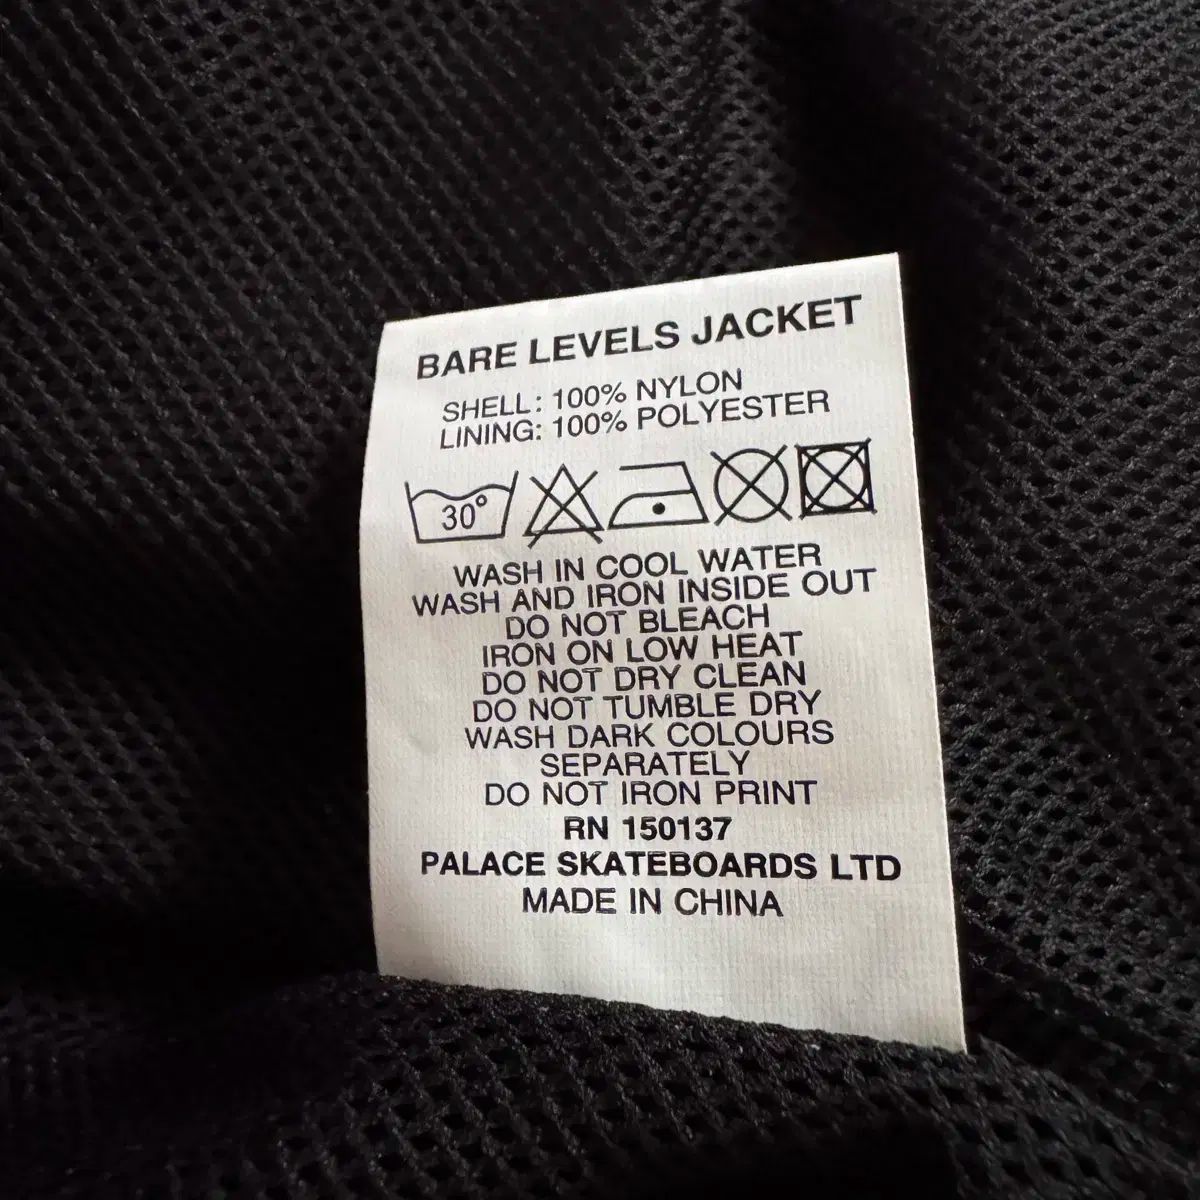 BARE LEVELS JACKET
SHELL: 100% NYLON
LINING: 100% POLYESTER
30°
WASH IN COOL WATER
WASH AND IRON INSIDE OUT
DO NOT BLEACH
IRON ON LOW HEAT
DO NOT DRY CLEAN
DO NOT TUMBLE DRY
WASH DARK COLOURS
SEPARATELY
DO NOT IRON PRINT
RN 150137
PALACE SKATEBOARDS LTD
MADE IN CHINA